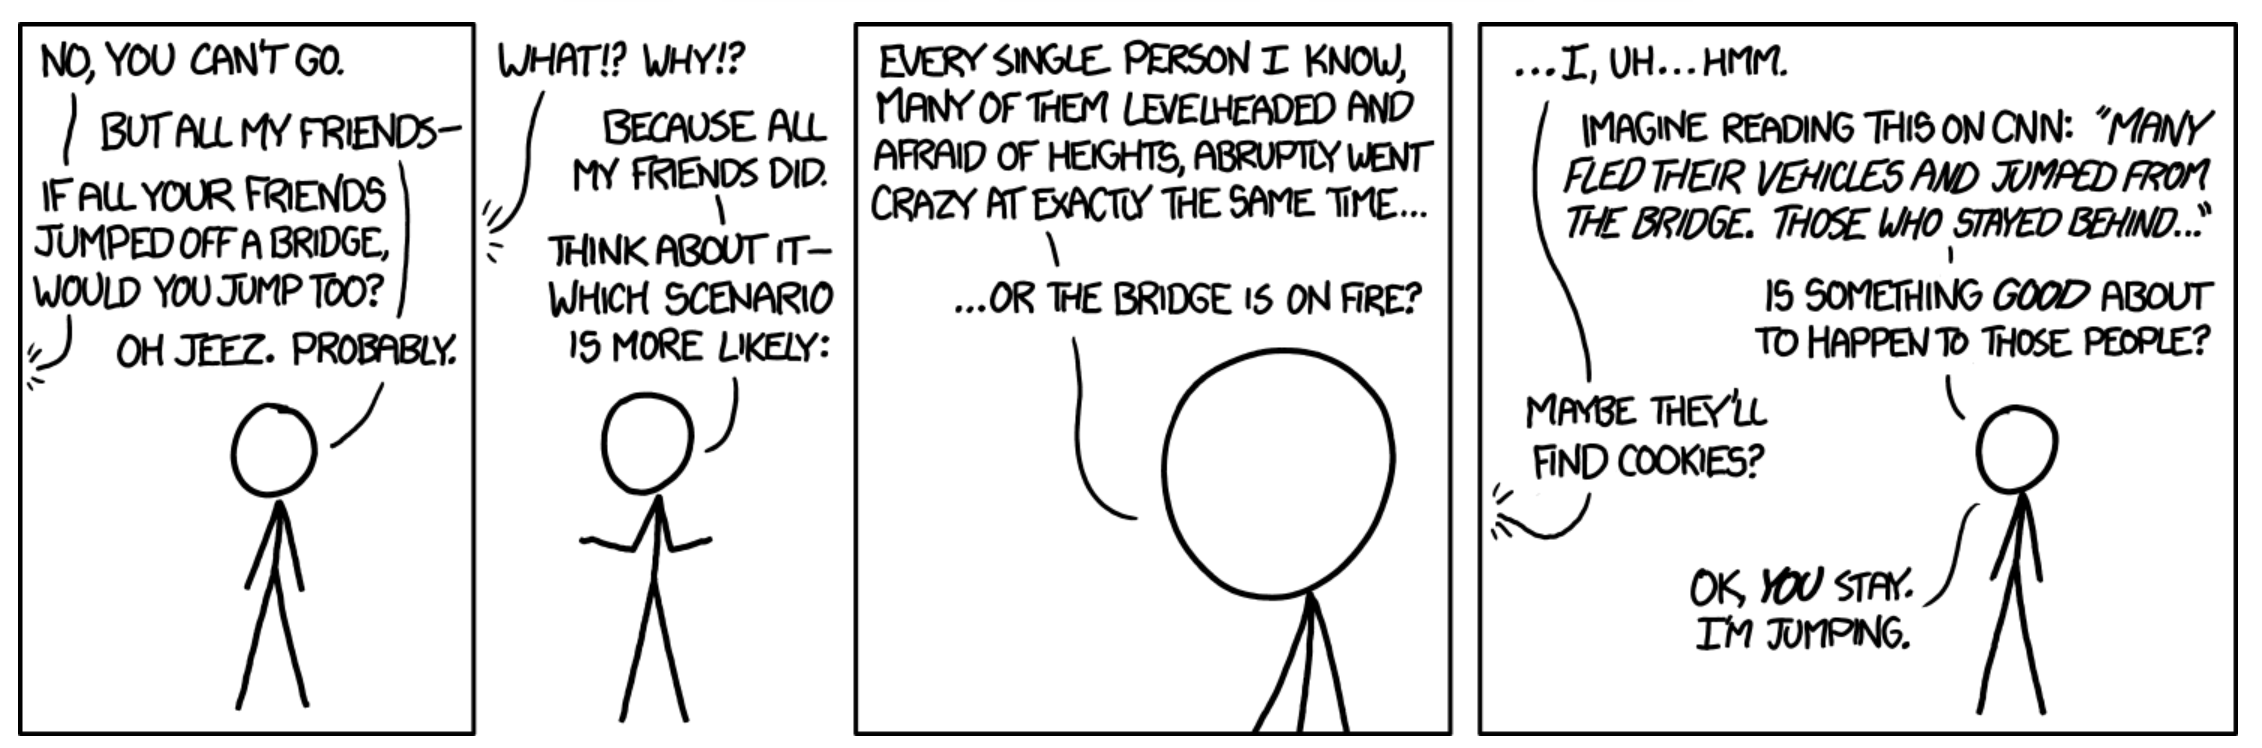 NO, YOU CAN'T GO.
BUT ALL MY FRIENDS—
IF ALL YOUR FRIENDS
JUMPED OFF A BRIDGE,
WOULD YOU JUMP TOO?
OH JEEZ. PROBABLY.
WHAT!? WHY!?
BECAUSE ALL
MY FRIENDS DID.
THINK ABOUT IT—
WHICH SCENARIO
IS MORE LIKELY:
EVERY SINGLE PERSON I KNOW,
MANY OF THEM LEVELHEADED AND
AFRAID OF HEIGHTS, ABRUPTLY WENT
CRAZY AT EXACTLY THE SAME TIME...
...OR THE BRIDGE IS ON FIRE?
...I, UH...HMM.
IMAGINE READING THIS ON CNN: "MANY
FLED THEIR VEHICLES AND JUMPED FROM
THE BRIDGE. THOSE WHO STAYED BEHIND..."
IS SOMETHING GOOD ABOUT
TO HAPPEN TO THOSE PEOPLE?
MAYBE THEY'LL
FIND COOKIES?
OK, YOU STAY.
I'M JUMPING.